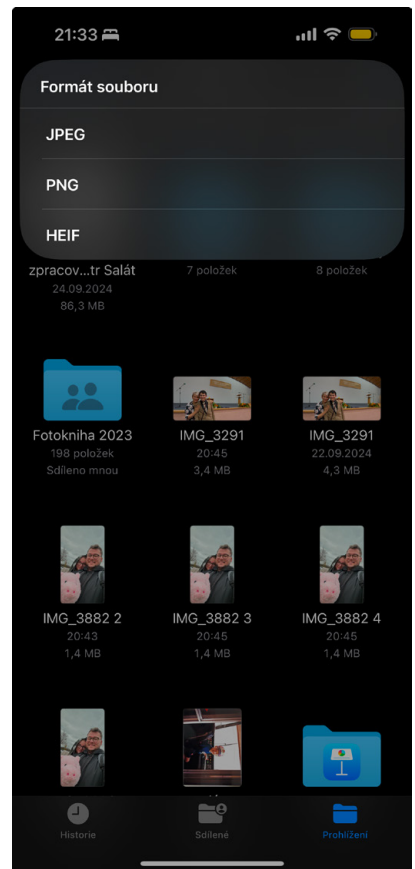 21:33
Formát souboru
JPEG
PNG
HEIF
zpracov...tr Salát
24.09.2024
86,3 MB
7 položek
8 položek
Fotokniha 2023
198 položek
Sdíleno mnou
IMG_3291
20:45
3,4 MB
IMG_3291
22.09.2024
4,3 MB
IMG_3882 2
20:43
1,4 MB
IMG_3882 3
20:45
1,4 MB
IMG_3882 4
20:45
1,4 MB
Historie
Sdílené
Prohlížení